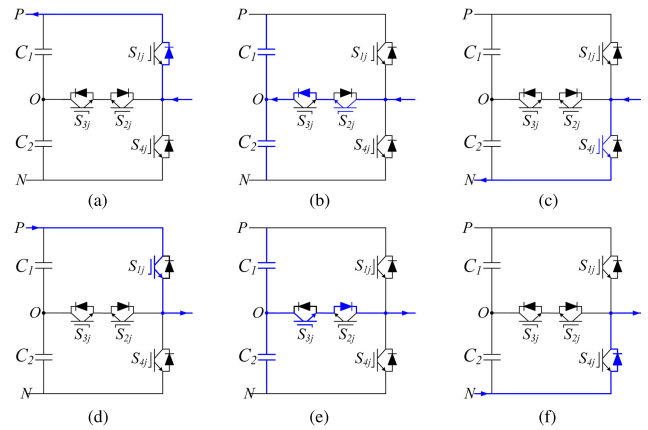 P P P
C1 S1j C1 S1j C1 S1j
O O O
S3j S2j S3j S2j S3j S2j
C2 S4j C2 S4j C2 S4j
N N N
(a) (b) (c)
P P P
C1 S1j C1 S1j C1 S1j
O O O
S3j S2j S3j S2j S3j S2j
C2 S4j C2 S4j C2 S4j
N N N
(d) (e) (f)